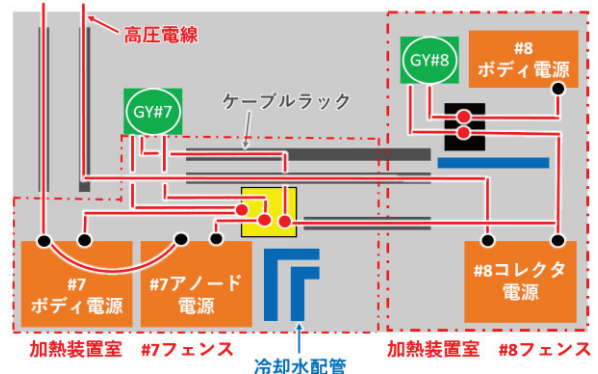 高圧電線
#8
ボディ電源
GY#8
GY#7
ケーブルラック
#7
ボディ電源
#7アノード
電源
#8コレクタ
電源
加熱装置室 #7フェンス
冷却水配管
加熱装置室 #8フェンス